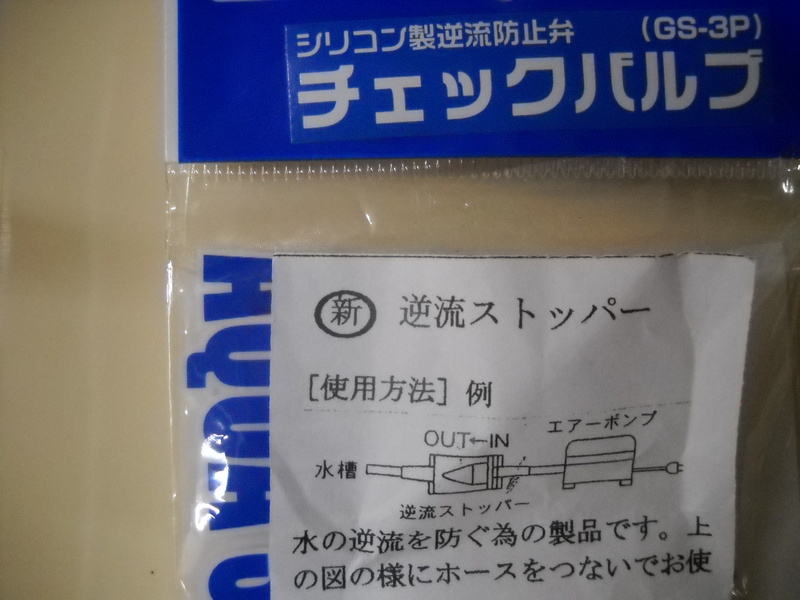 シリコン製逆流防止弁 (GS-3P)
チェックバルブ
新 逆流ストッパー
[使用方法] 例
エアーポンプ
OUT←IN
水槽
逆流ストッパー
水の逆流を防ぐ為の製品です。上
の図の様にホースをつないでお使